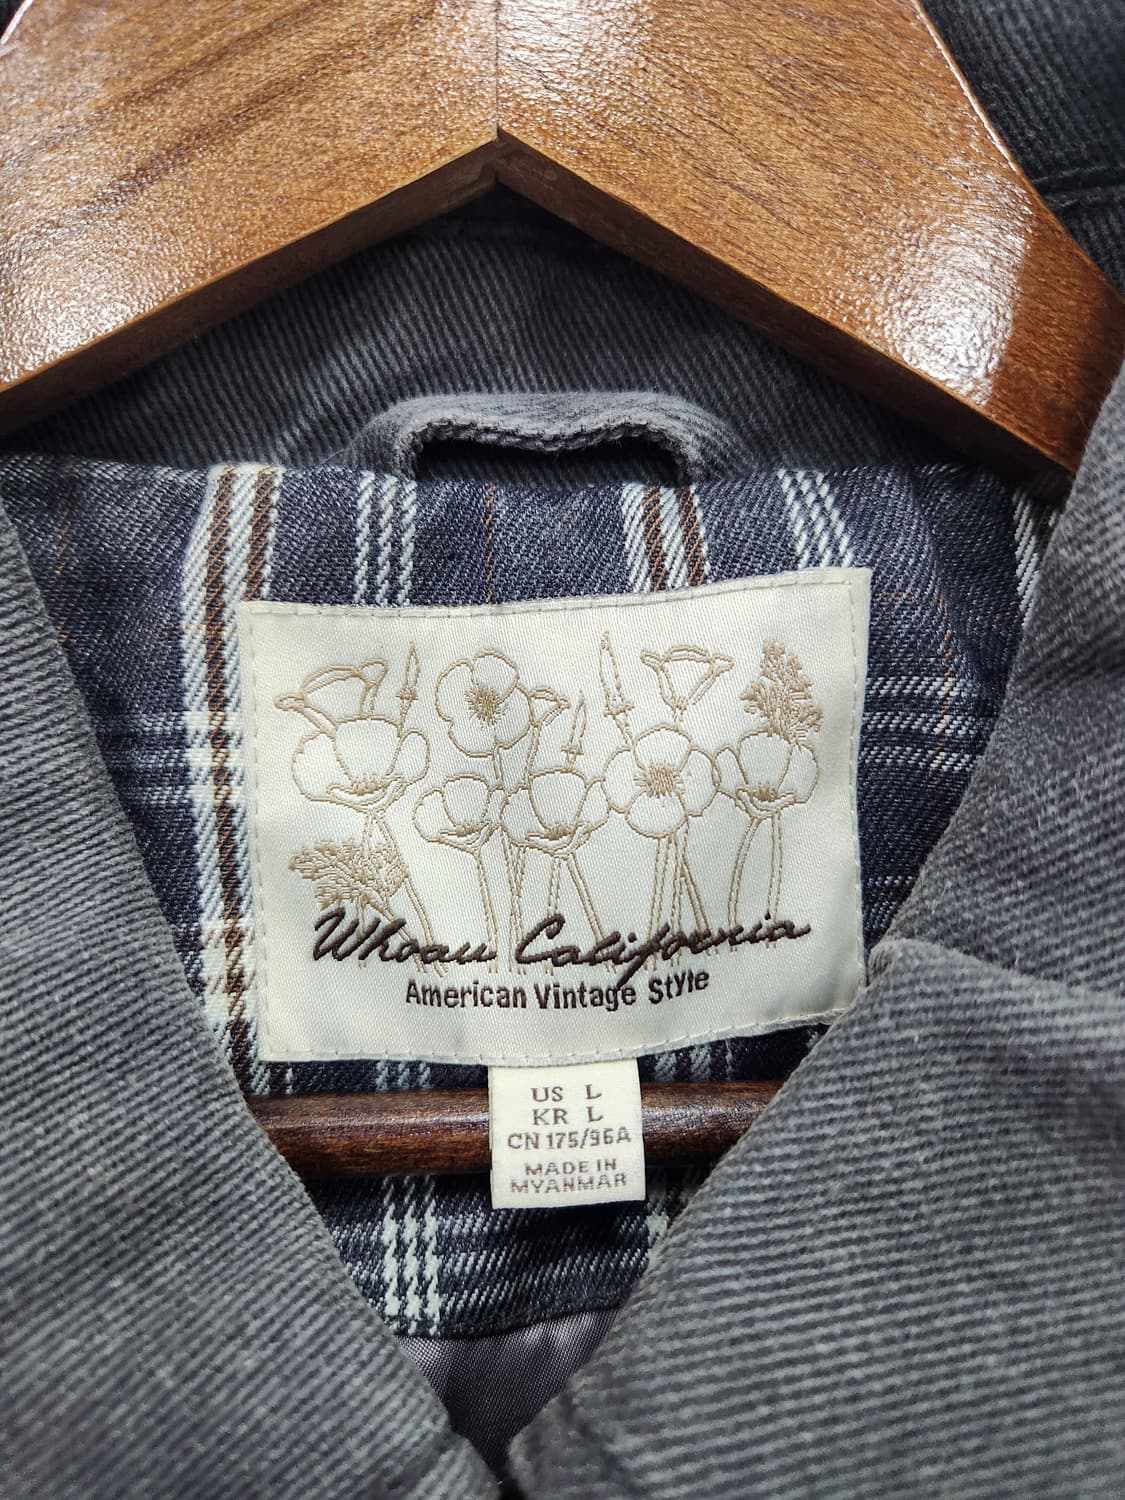 Whoau California
American Vintage Style
US L
KR L
CN 175/96A
MADE IN
MYANMAR